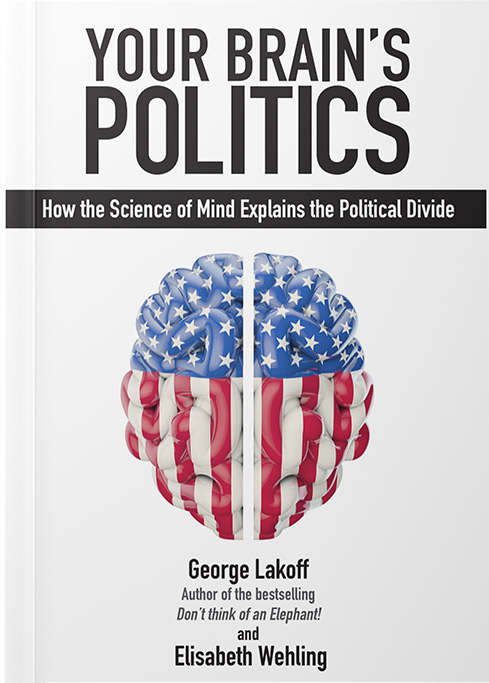 YOUR BRAIN'S
POLITICS
How the Science of Mind Explains the Political Divide
George Lakoff
Author of the bestselling
Don't think of an Elephant!
and
Elisabeth Wehling